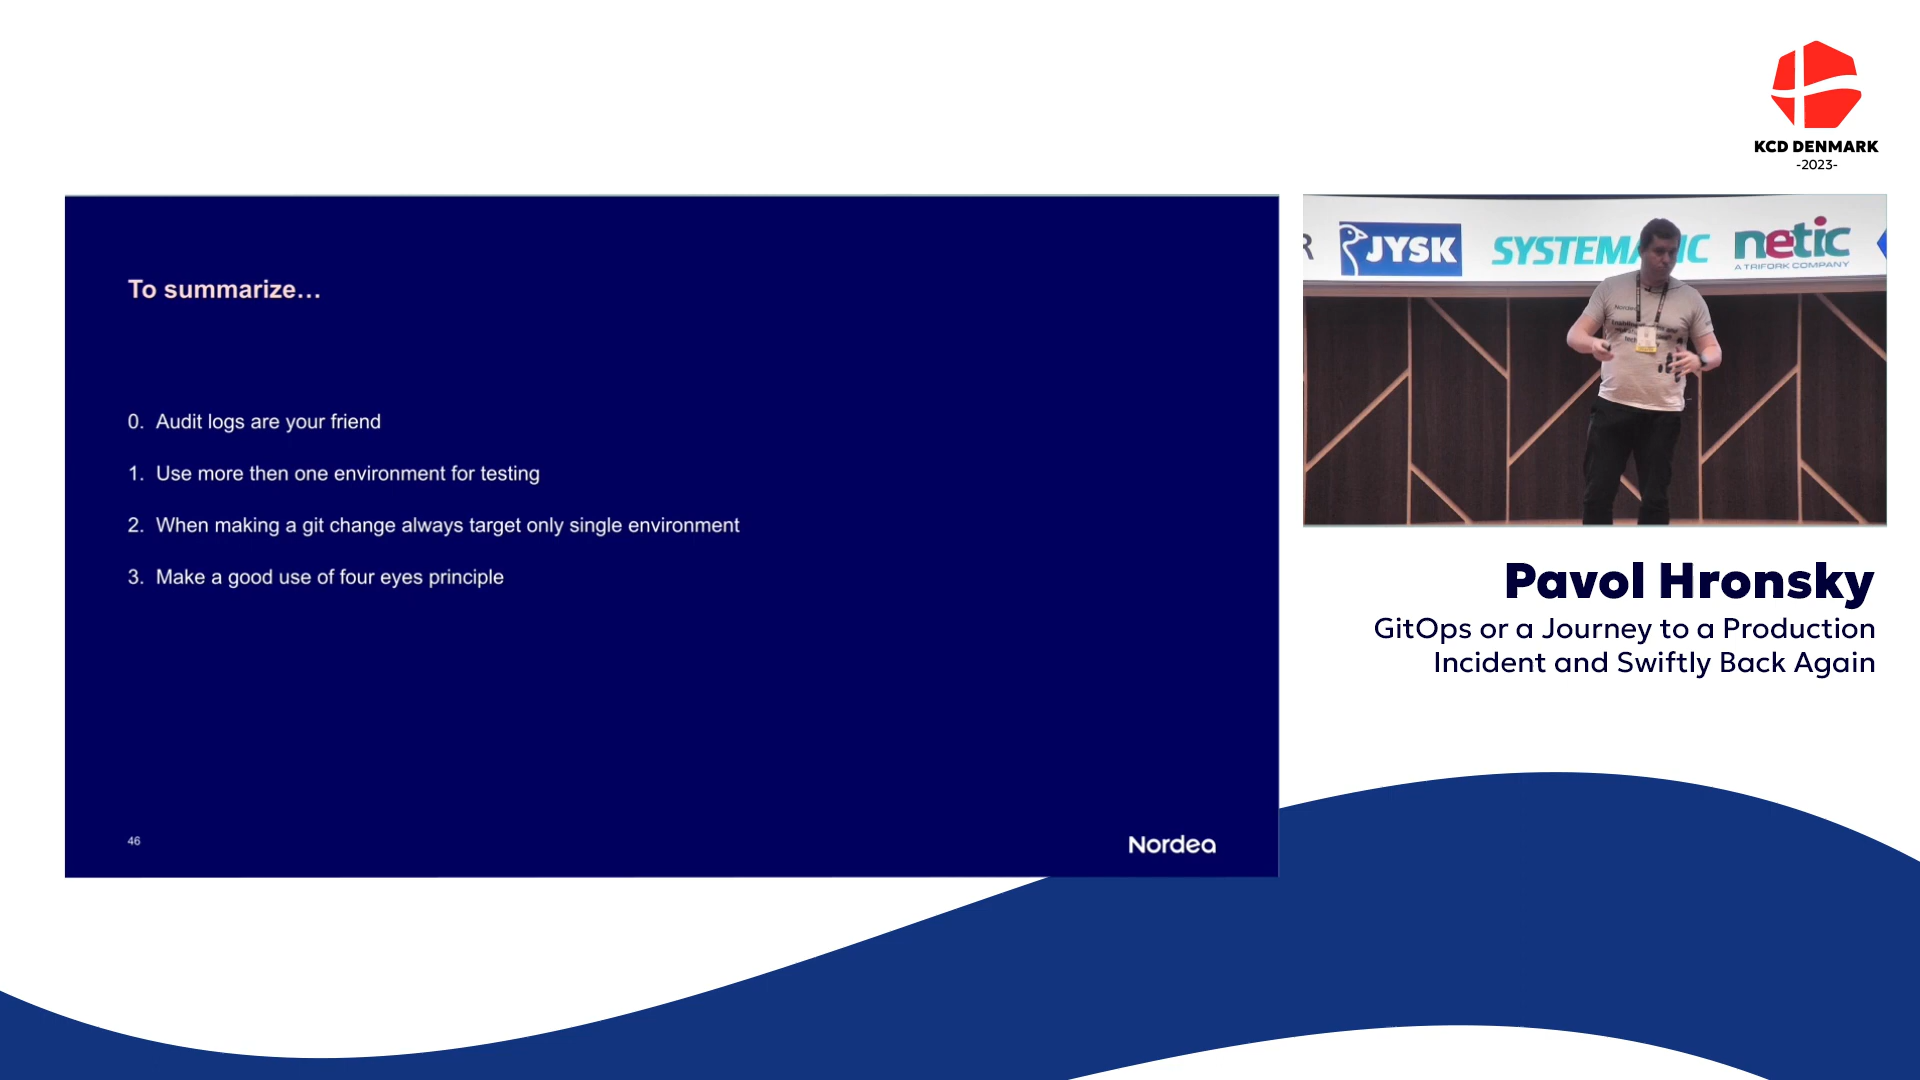 KCD DENMARK
-2023-
To summarize...
0. Audit logs are your friend
1. Use more then one environment for testing
2. When making a git change always target only single environment
3. Make a good use of four eyes principle
46
Nordea
R JYSK SYSTEMATIC netic
A TRIFORK COMPANY
Nordea
Pavol Hronsky
GitOps or a Journey to a Production
Incident and Swiftly Back Again